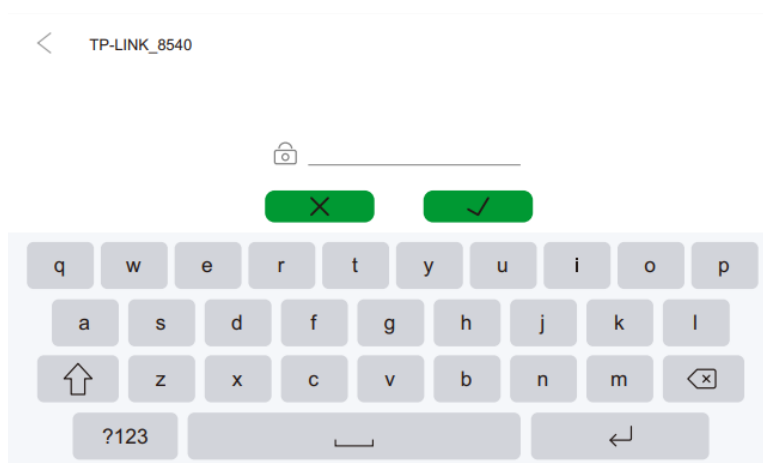 TP-LINK_8540
q w e r t y u i o p
a s d f g h j k l
z x c v b n m
?123